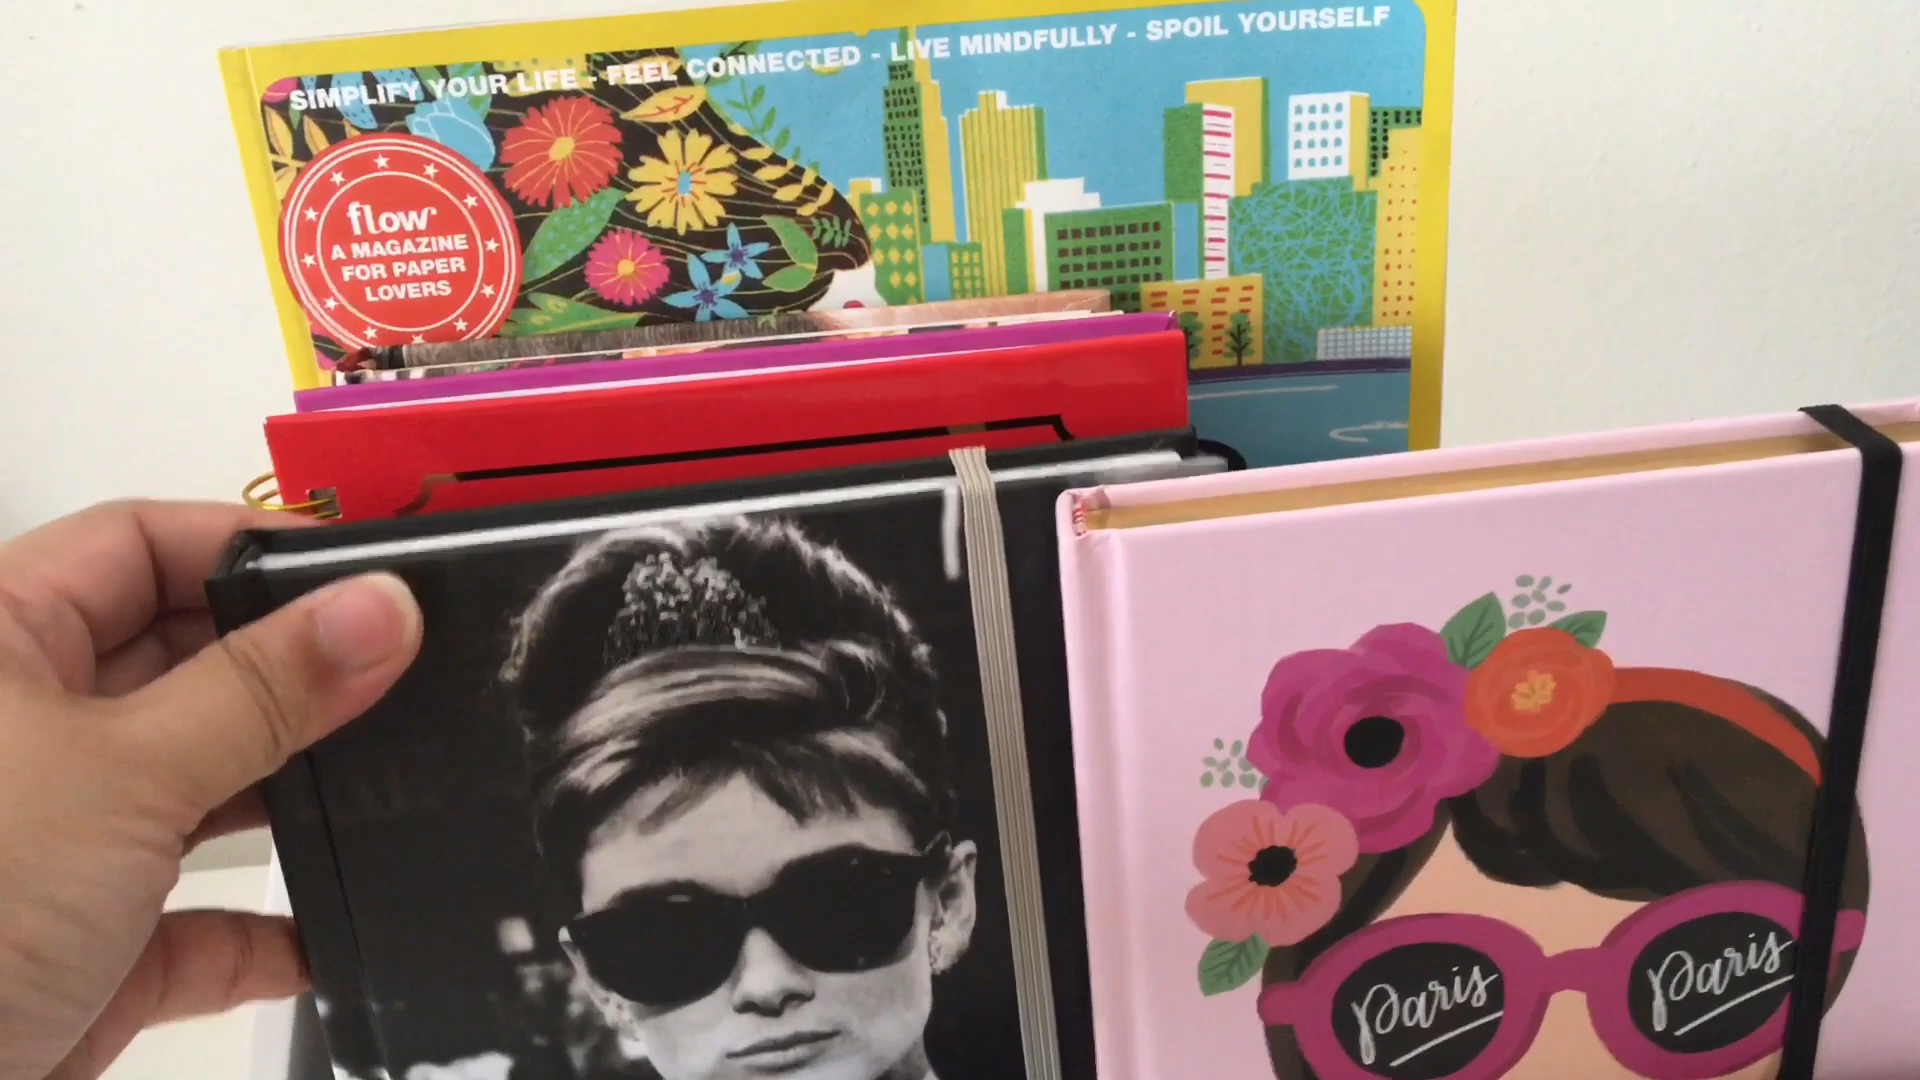 SIMPLIFY YOUR LIFE - FEEL CONNECTED - LIVE MINDFULLY - SPOIL YOURSELF
flow
A MAGAZINE
FOR PAPER
LOVERS
Paris
Paris